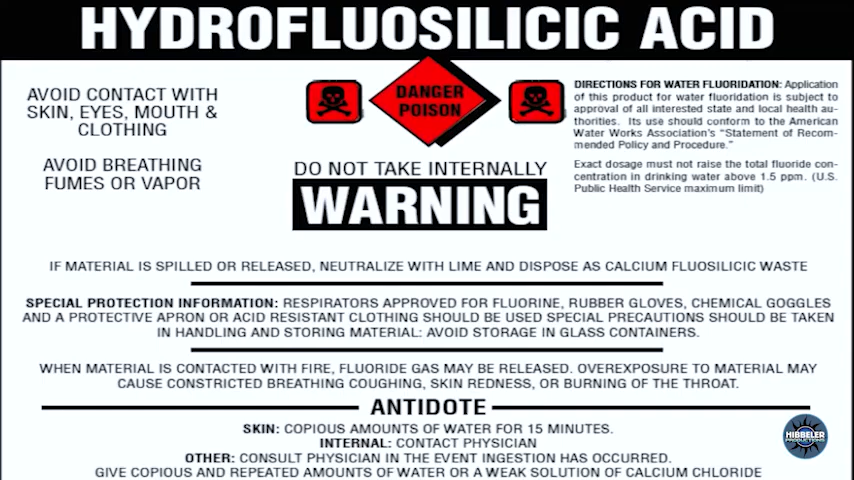 HYDROFLUOSILICIC ACID
AVOID CONTACT WITH
SKIN, EYES, MOUTH &
CLOTHING
AVOID BREATHING
FUMES OR VAPOR
DANGER
POISON
DO NOT TAKE INTERNALLY
WARNING
DIRECTIONS FOR WATER FLUORIDATION: Application
of this product for water fluoridation is subject to
approval of all interested state and local health au-
thorities. Its use should conform to the American
Water Works Association's "Statement of Recom-
mended Policy and Procedure."
Exact dosage must not raise the total fluoride con-
centration in drinking water above 1.5 ppm. (U.S.
Public Health Service maximum limit)
IF MATERIAL IS SPILLED OR RELEASED, NEUTRALIZE WITH LIME AND DISPOSE AS CALCIUM FLUOSILICIC WASTE
SPECIAL PROTECTION INFORMATION: RESPIRATORS APPROVED FOR FLUORINE, RUBBER GLOVES, CHEMICAL GOGGLES
AND A PROTECTIVE APRON OR ACID RESISTANT CLOTHING SHOULD BE USED SPECIAL PRECAUTIONS SHOULD BE TAKEN
IN HANDLING AND STORING MATERIAL: AVOID STORAGE IN GLASS CONTAINERS.
WHEN MATERIAL IS CONTACTED WITH FIRE, FLUORIDE GAS MAY BE RELEASED. OVEREXPOSURE TO MATERIAL MAY
CAUSE CONSTRICTED BREATHING COUGHING, SKIN REDNESS, OR BURNING OF THE THROAT.
ANTIDOTE
SKIN: COPIOUS AMOUNTS OF WATER FOR 15 MINUTES.
INTERNAL: CONTACT PHYSICIAN
OTHER: CONSULT PHYSICIAN IN THE EVENT INGESTION HAS OCCURRED.
GIVE COPIOUS AND REPEATED AMOUNTS OF WATER OR A WEAK SOLUTION OF CALCIUM CHLORIDE
HIBBELER
PRODUCTIONS